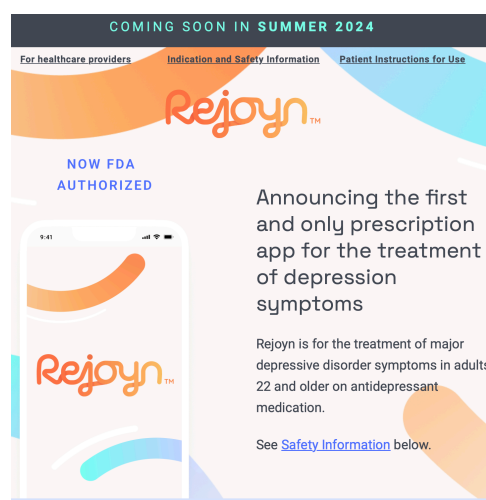 COMING SOON IN SUMMER 2024
For healthcare providers
Indication and Safety Information
Patient Instructions for Use
Rejoyn™
NOW FDA
AUTHORIZED
Announcing the first
and only prescription
app for the treatment
of depression
symptoms
9:41
Rejoyn™
Rejoyn is for the treatment of major
depressive disorder symptoms in adults
22 and older on antidepressant
medication.
See Safety Information below.